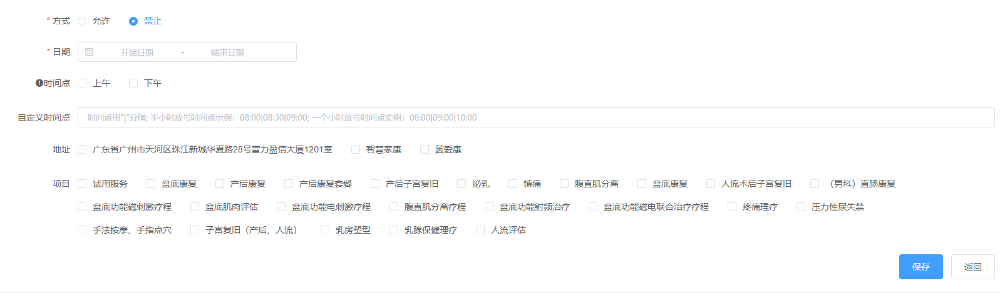 * 方式 允许 禁止
* 日期 开始日期 - 结束日期
时间点 上午 下午
自定义时间点 时间点用"|"分隔; 半小时放号时间点示例：08:00|08:30|09:00; 一个小时放号时间点实例：08:00|09:00|10:00
地址 广东省广州市天河区珠江新城华夏路28号富力盈信大厦1201室 智慧家康 圆爱康
项目 试用服务 盆底康复 产后康复 产后康复套餐 产后子宫复旧 泌乳 镇痛 腹直肌分离 盆底康复 人流术后子宫复旧 （男科）直肠康复
盆底功能磁刺激疗程 盆底肌肉评估 盆底功能电刺激疗程 腹直肌分离疗程 盆底功能射频治疗 盆底功能磁电联合治疗疗程 疼痛理疗 压力性尿失禁
手法按摩、手指点穴 子宫复旧（产后、人流） 乳房塑型 乳腺保健理疗 人流评估
保存 返回